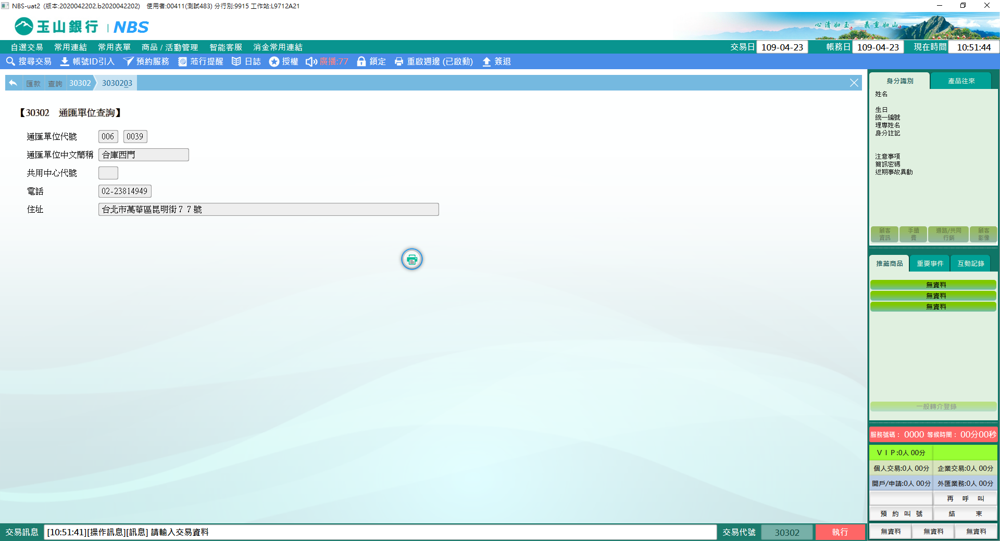 NBS-uat2 (版本:2020042202.b2020042202) 使用者:00411(測試483) 分行別:9915 工作站:L9712A21
玉山銀行 | NBS
心清如玉 義重如山
自選交易 常用連結 常用表單 商品 / 活動管理 智能客服 消金常用連結 交易日 109-04-23 帳務日 109-04-23 現在時間 10:51:44
搜尋交易 帳號ID引入 預約服務 蒞行提醒 日誌 授權 廣播:77 鎖定 重啟週邊 (已啟動) 簽退
匯款 查詢 30302 3030203
【30302 通匯單位查詢】
通匯單位代號 006 0039
通匯單位中文簡稱 合庫西門
共用中心代號
電話 02-23814949
住址 台北市萬華區昆明街７７號
身分識別 產品往來
姓名
生日
統一編號
理專姓名
身分註記
注意事項
簡訊密碼
近期事故異動
顧客資訊 手續費 通路/共同行銷 顧客影像
推薦商品 重要事件 互動記錄
無資料
無資料
無資料
一般轉介登錄
服務號碼： 0000 等候時間： 00分00秒
ＶＩＰ:0人 00分
個人交易:0人 00分 企業交易:0人 00分
開戶/申請:0人 00分 外匯業務:0人 00分
再 呼 叫
預 約 叫 號 結 束
無資料 無資料 無資料
交易訊息 [10:51:41][操作訊息][訊息] 請輸入交易資料 交易代號 30302 執行